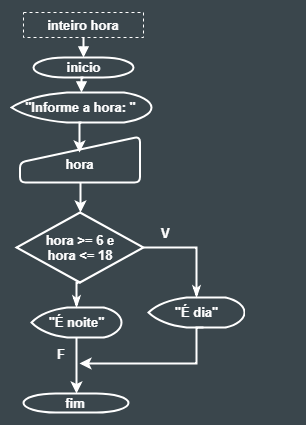 inteiro hora
inicio
"Informe a hora: "
hora
hora >= 6 e
hora <= 18
V
"É noite"
"É dia"
F
fim